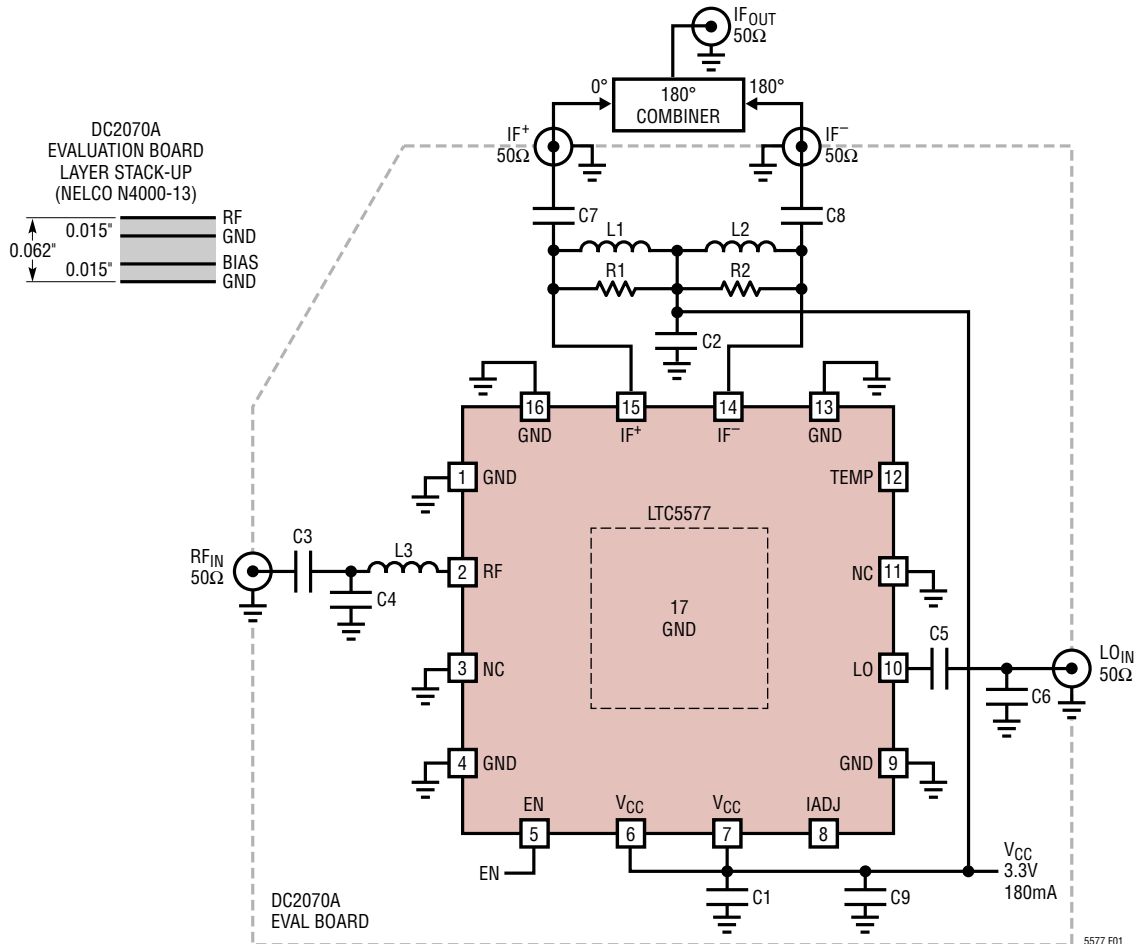 IFOUT
50Ω
0°
180°
180°
COMBINER
IF+
50Ω
IF−
50Ω
DC2070A
EVALUATION BOARD
LAYER STACK-UP
(NELCO N4000-13)
RF
0.015"
GND
0.062"
BIAS
0.015"
GND
C7
C8
L1
L2
R1
R2
C2
16
15
14
13
GND
IF+
IF−
GND
1
GND
TEMP
12
LTC5577
RFIN
50Ω
C3
L3
C4
2
RF
NC
11
17
GND
3
NC
C5
LO
10
C6
LOIN
50Ω
4
GND
GND
9
EN
VCC
VCC
IADJ
5
6
7
8
EN
C1
C9
VCC
3.3V
180mA
DC2070A
EVAL BOARD
5577 F01